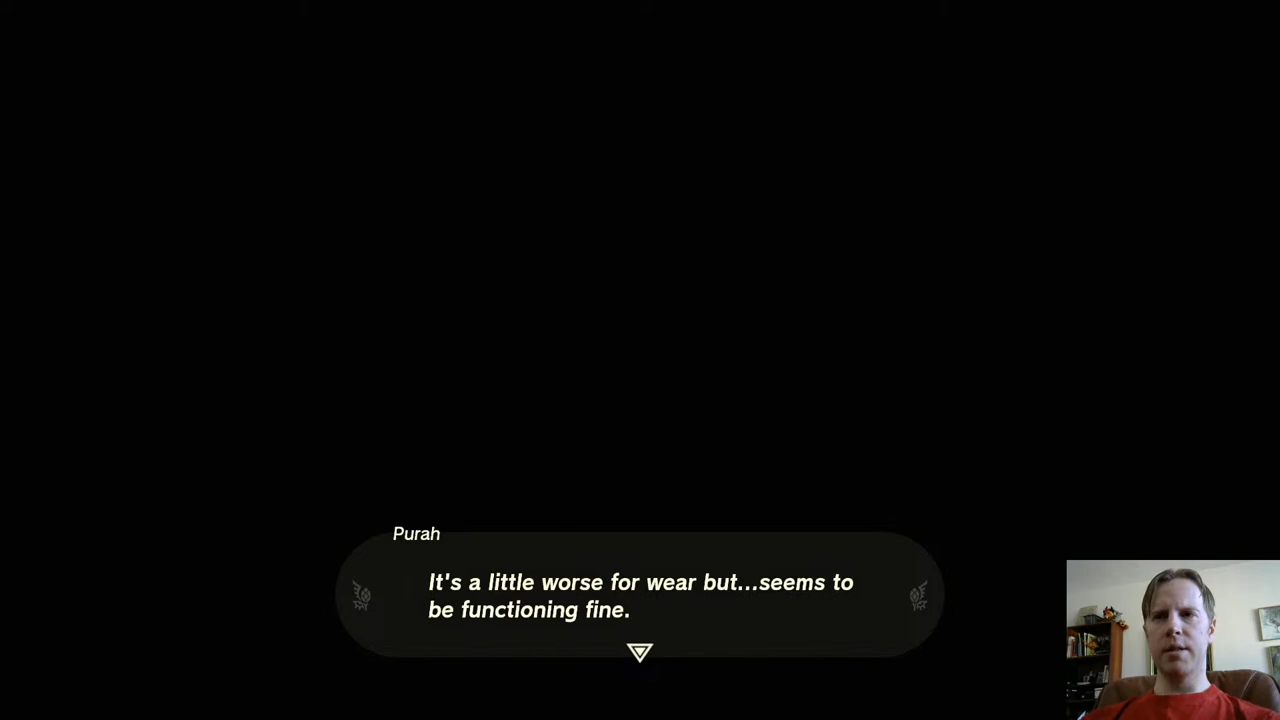 Purah
It's a little worse for wear but...seems to
be functioning fine.